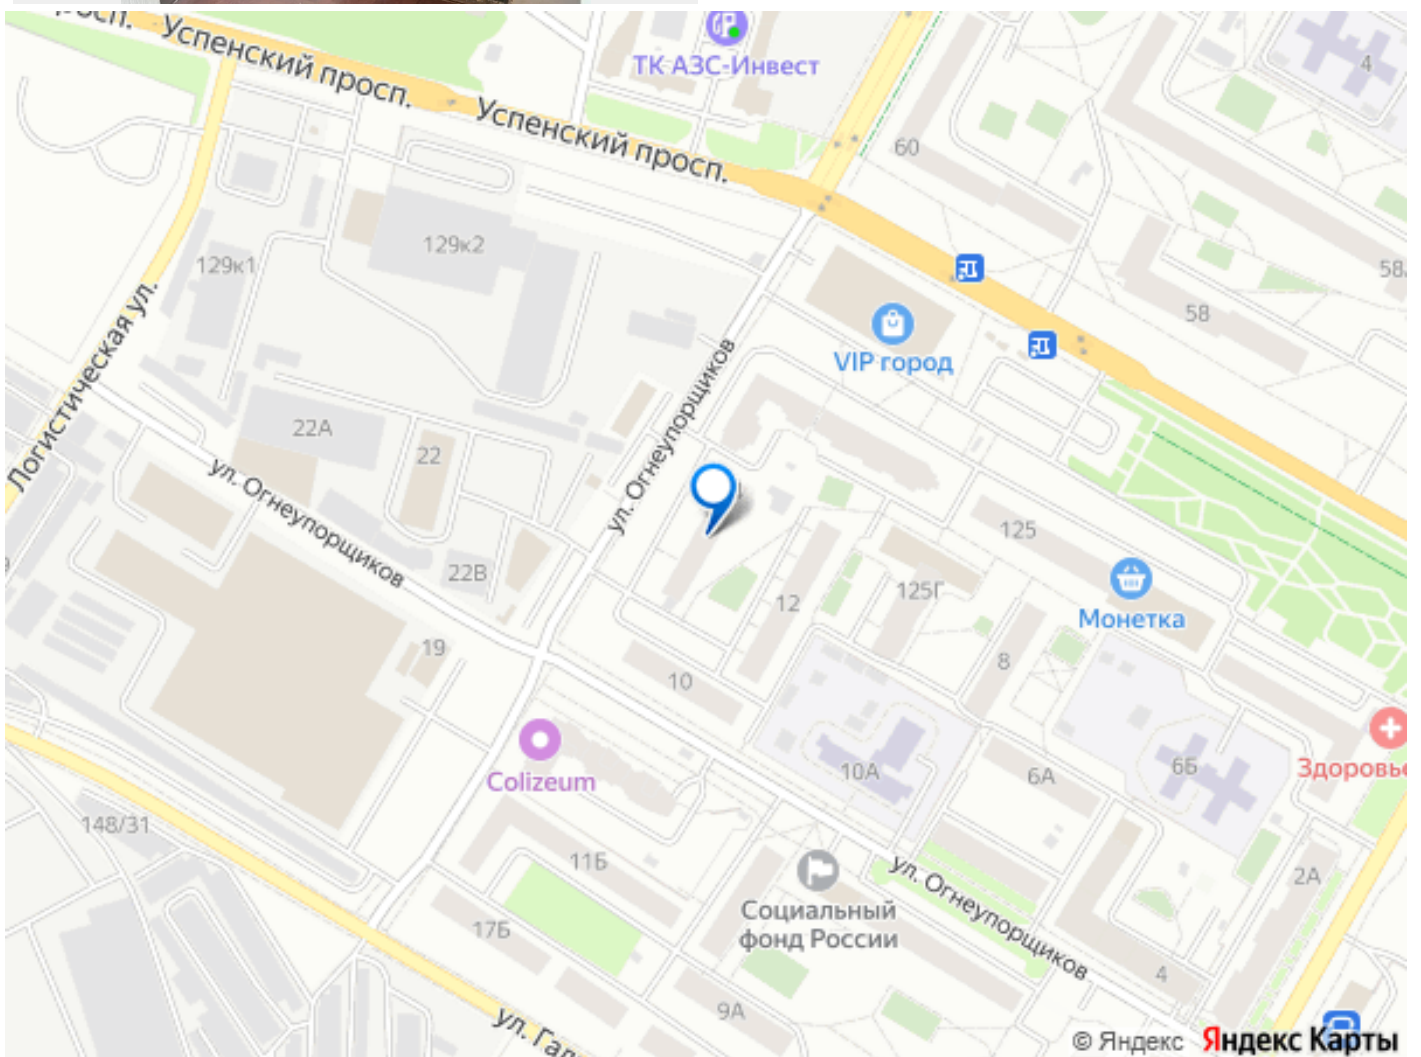 Успенский просп.
ТК АЗС-Инвест
4
Успенский просп.
60
129к2
129к1
58
58
VIP город
Логистическая ул.
ул. Огнеупорщиков
22А
22
ул. Огнеупорщиков
125
22В
12
125Г
Монетка
19
10
8
Colizeum
10А
6А
6Б
Здоровье
148/31
11Б
2А
ул. Огнеупорщиков
Социальный
фонд России
17Б
4
9А
ул. Гал
© Яндекс Яндекс Карты